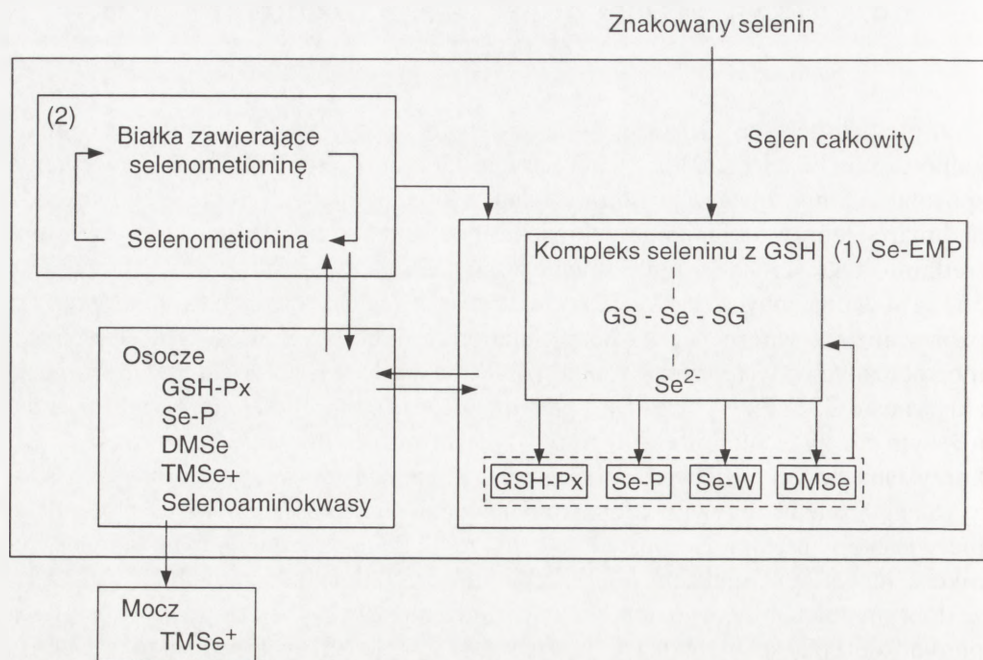 Znakowany selenin
(2)
Białka zawierające
selenometioninę
Selenometionina
Selen całkowity
Kompleks seleninu z GSH
(1) Se-EMP
GS - Se - SG
Se²⁻
GSH-Px
Se-P
Se-W
DMSe
Osocze
GSH-Px
Se-P
DMSe
TMSe+
Selenoaminokwasy
Mocz
TMSe⁺